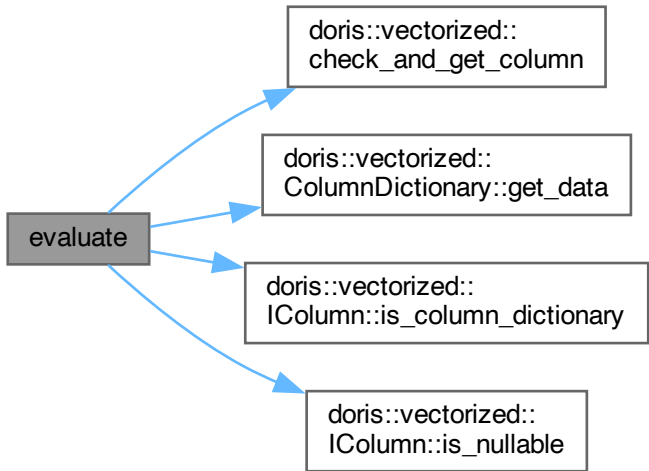 doris::vectorized::
check_and_get_column
doris::vectorized::
ColumnDictionary::get_data
evaluate
doris::vectorized::
IColumn::is_column_dictionary
doris::vectorized::
IColumn::is_nullable